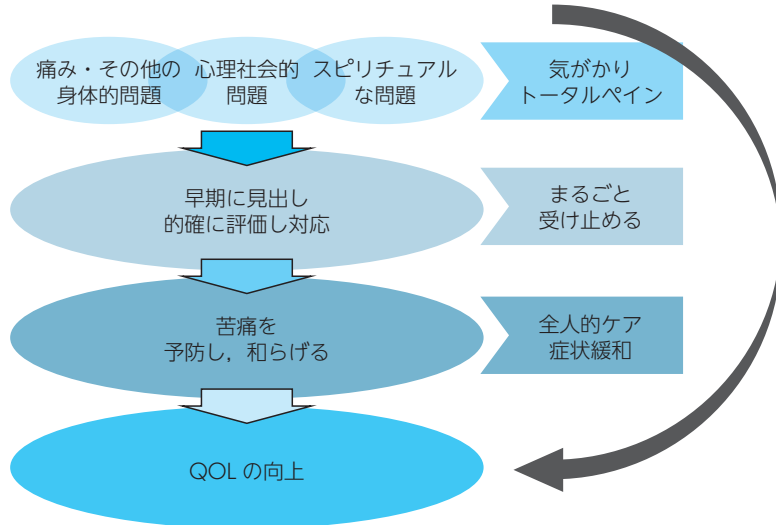 痛み・その他の
身体的問題
心理社会的
問題
スピリチュアル
な問題
気がかり
トータルペイン
早期に見出し
的確に評価し対応
まるごと
受け止める
苦痛を
予防し，和らげる
全人的ケア
症状緩和
QOL の向上